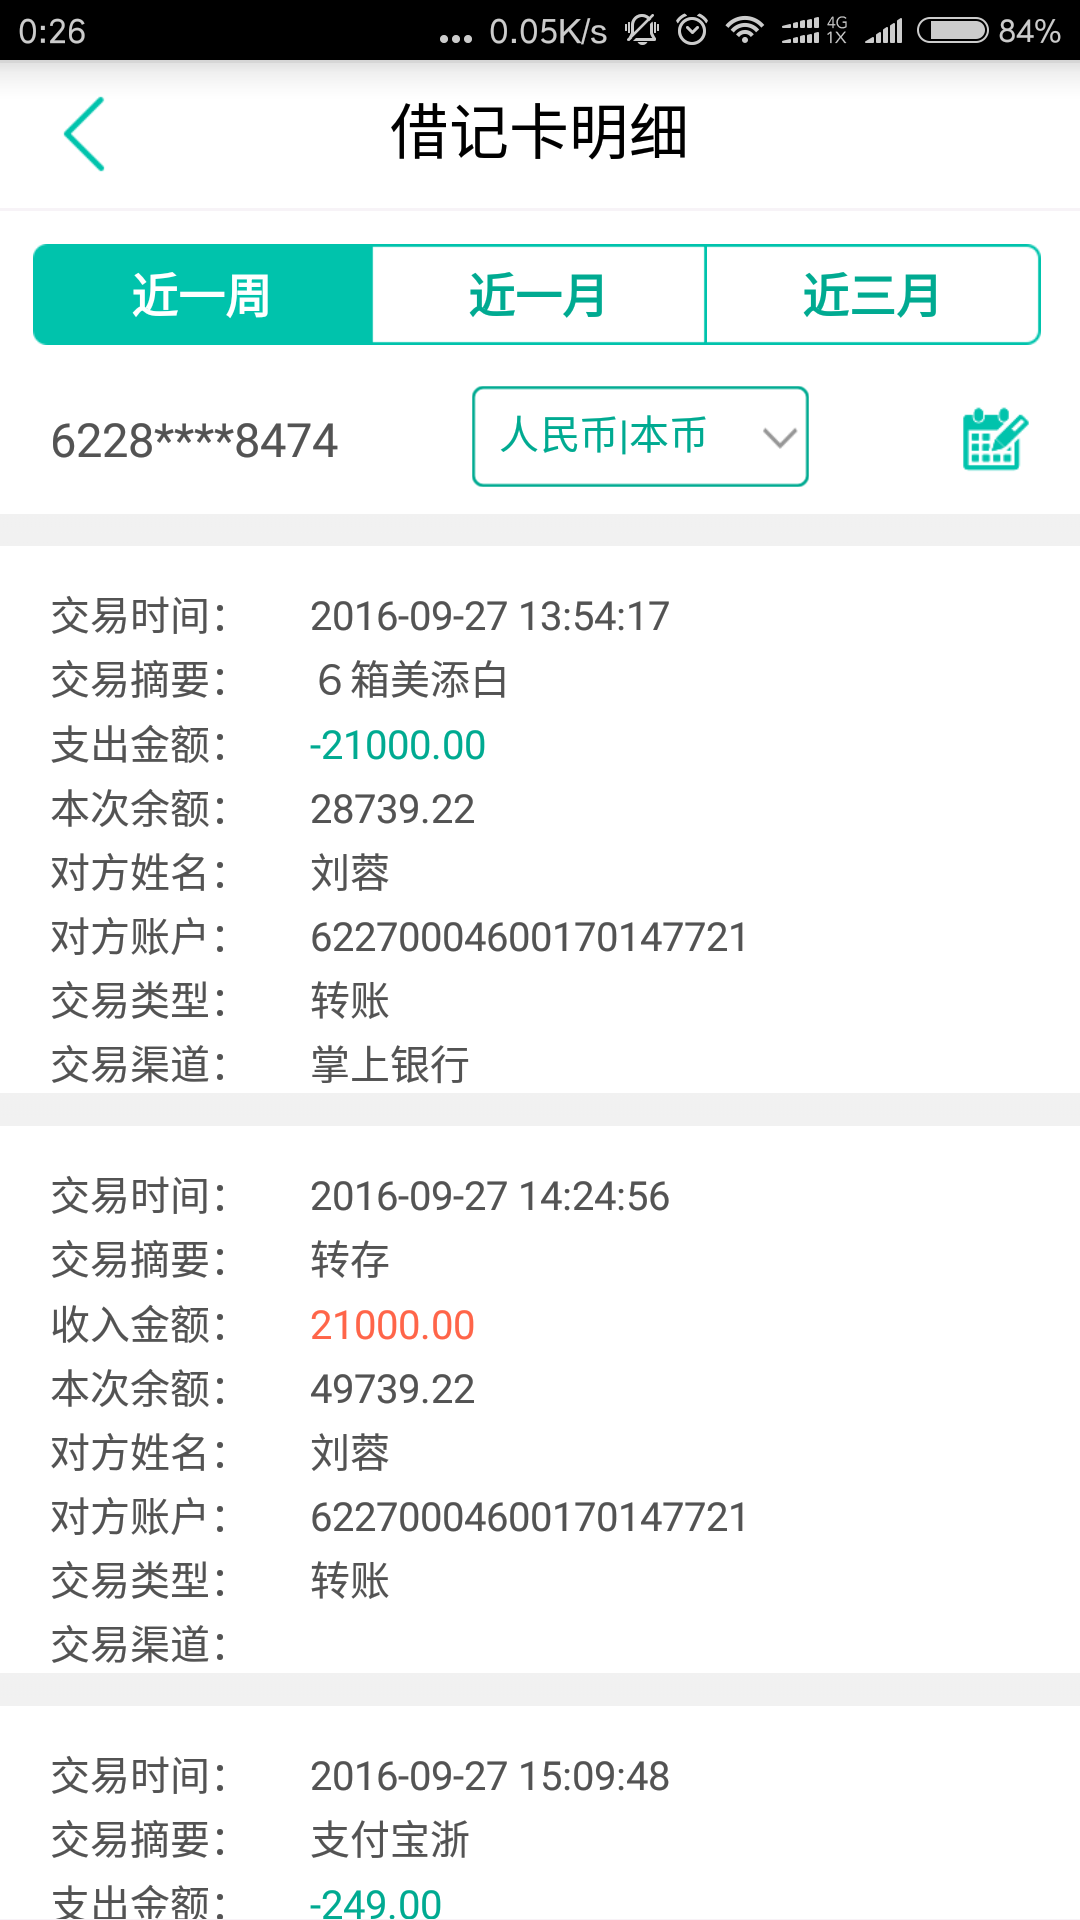 0:26 ... 0.05K/s 4G 1X 84%
借记卡明细
近一周 近一月 近三月
6228****8474 人民币|本币
交易时间： 2016-09-27 13:54:17
交易摘要： ６箱美添白
支出金额： -21000.00
本次余额： 28739.22
对方姓名： 刘蓉
对方账户： 62270004600170147721
交易类型： 转账
交易渠道： 掌上银行
交易时间： 2016-09-27 14:24:56
交易摘要： 转存
收入金额： 21000.00
本次余额： 49739.22
对方姓名： 刘蓉
对方账户： 62270004600170147721
交易类型： 转账
交易渠道：
交易时间： 2016-09-27 15:09:48
交易摘要： 支付宝浙
支出金额： -249.00